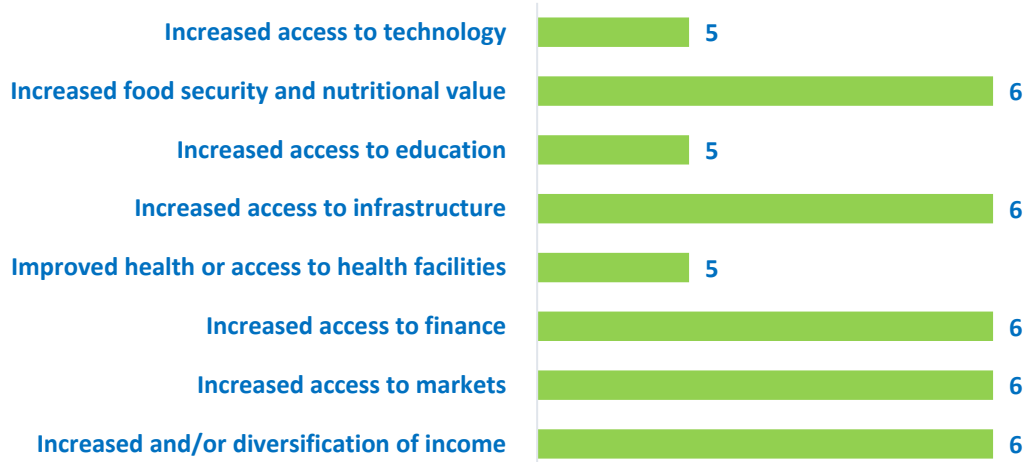 Increased access to technology 5
Increased food security and nutritional value 6
Increased access to education 5
Increased access to infrastructure 6
Improved health or access to health facilities 5
Increased access to finance 6
Increased access to markets 6
Increased and/or diversification of income 6